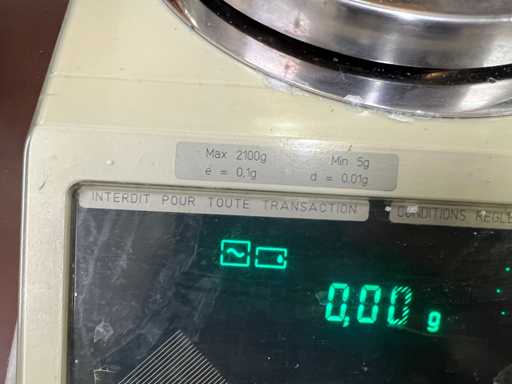 Max 2100g Min 5g
e = 0,1g d = 0,01g
INTERDIT POUR TOUTE TRANSACTION CONDITIONS
0,00 g